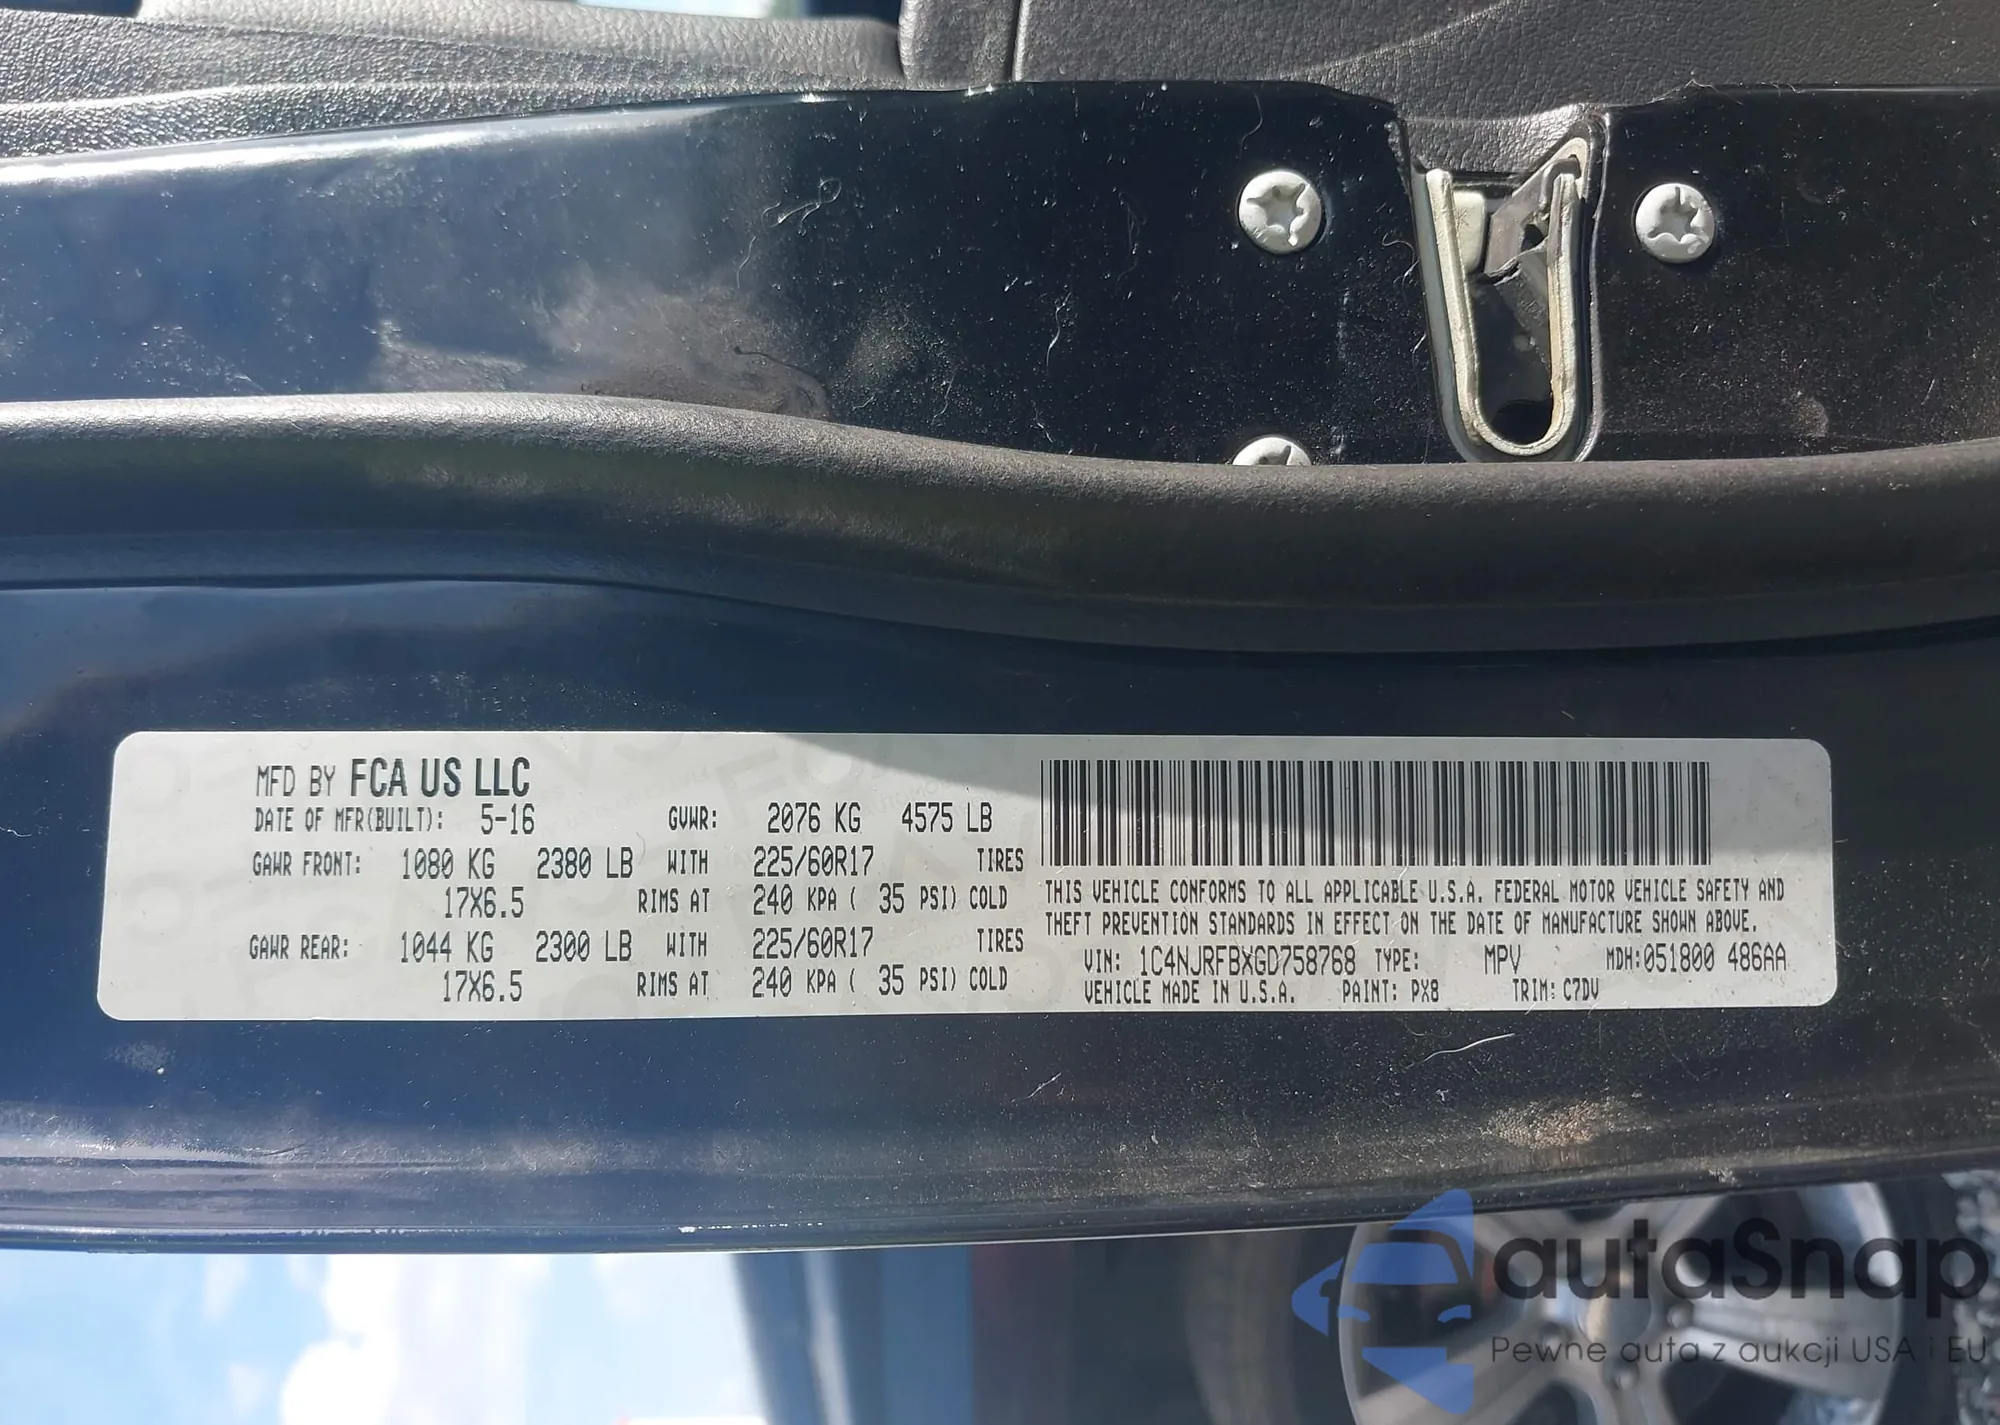 MFD BY FCA US LLC
DATE OF MFR(BUILT): 5-16 GVWR: 2076 KG 4575 LB
GAWR FRONT: 1080 KG 2380 LB WITH 225/60R17 TIRES
17X6.5 RIMS AT 240 KPA ( 35 PSI) COLD
GAWR REAR: 1044 KG 2300 LB WITH 225/60R17 TIRES
17X6.5 RIMS AT 240 KPA ( 35 PSI) COLD
THIS VEHICLE CONFORMS TO ALL APPLICABLE U.S.A. FEDERAL MOTOR VEHICLE SAFETY AND
THEFT PREVENTION STANDARDS IN EFFECT ON THE DATE OF MANUFACTURE SHOWN ABOVE.
VIN: 1C4NJRFBXGD758768 TYPE: MPV MDH:051800 486AA
VEHICLE MADE IN U.S.A. PAINT: PX8 TRIM: C7DV
autaSnap
Pewne auta z aukcji USA i EU